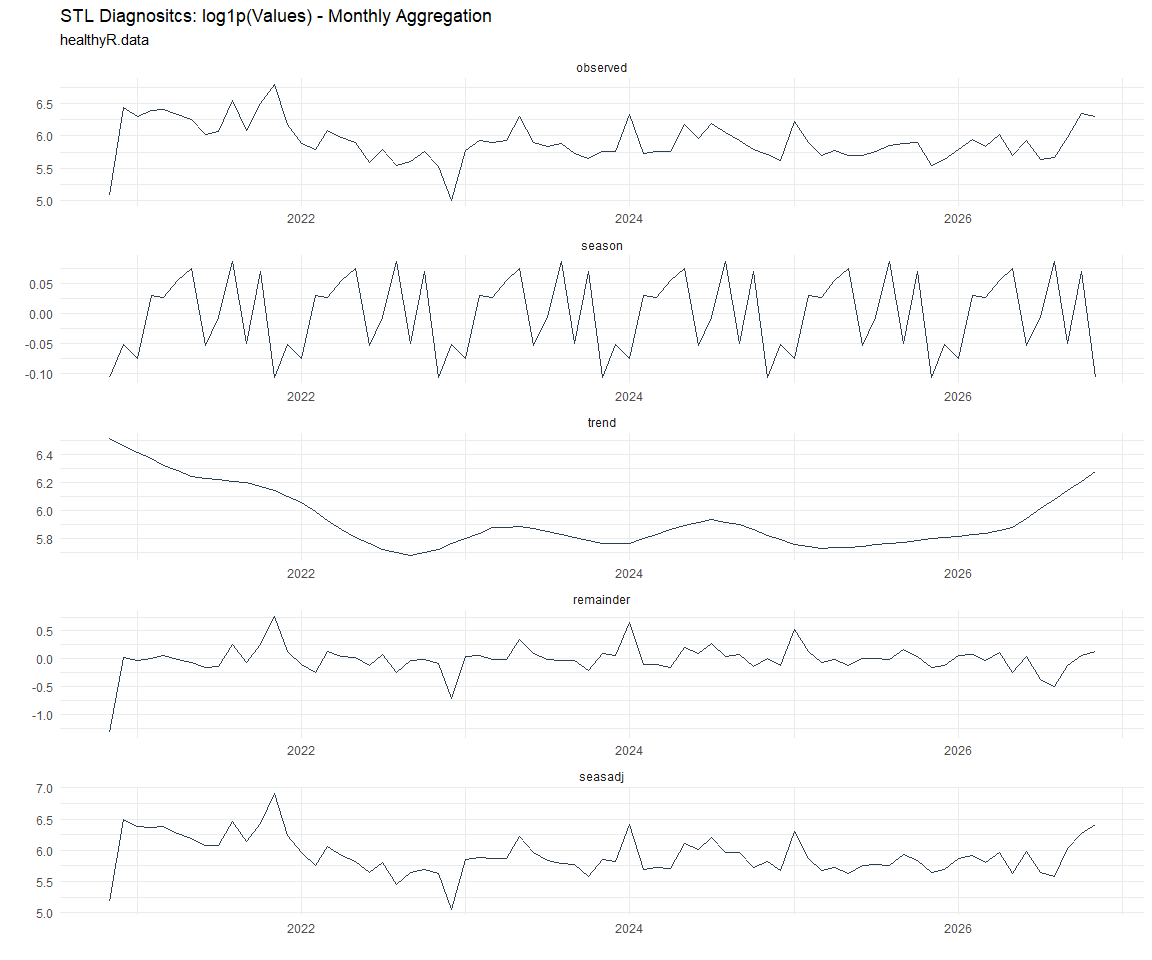 STL Diagnositcs: log1p(Values) - Monthly Aggregation
healthyR.data
observed
6.5
6.0
5.5
5.0
2022 2024 2026
season
0.05
0.00
-0.05
-0.10
2022 2024 2026
trend
6.4
6.2
6.0
5.8
2022 2024 2026
remainder
0.5
0.0
-0.5
-1.0
2022 2024 2026
seasadj
7.0
6.5
6.0
5.5
5.0
2022 2024 2026